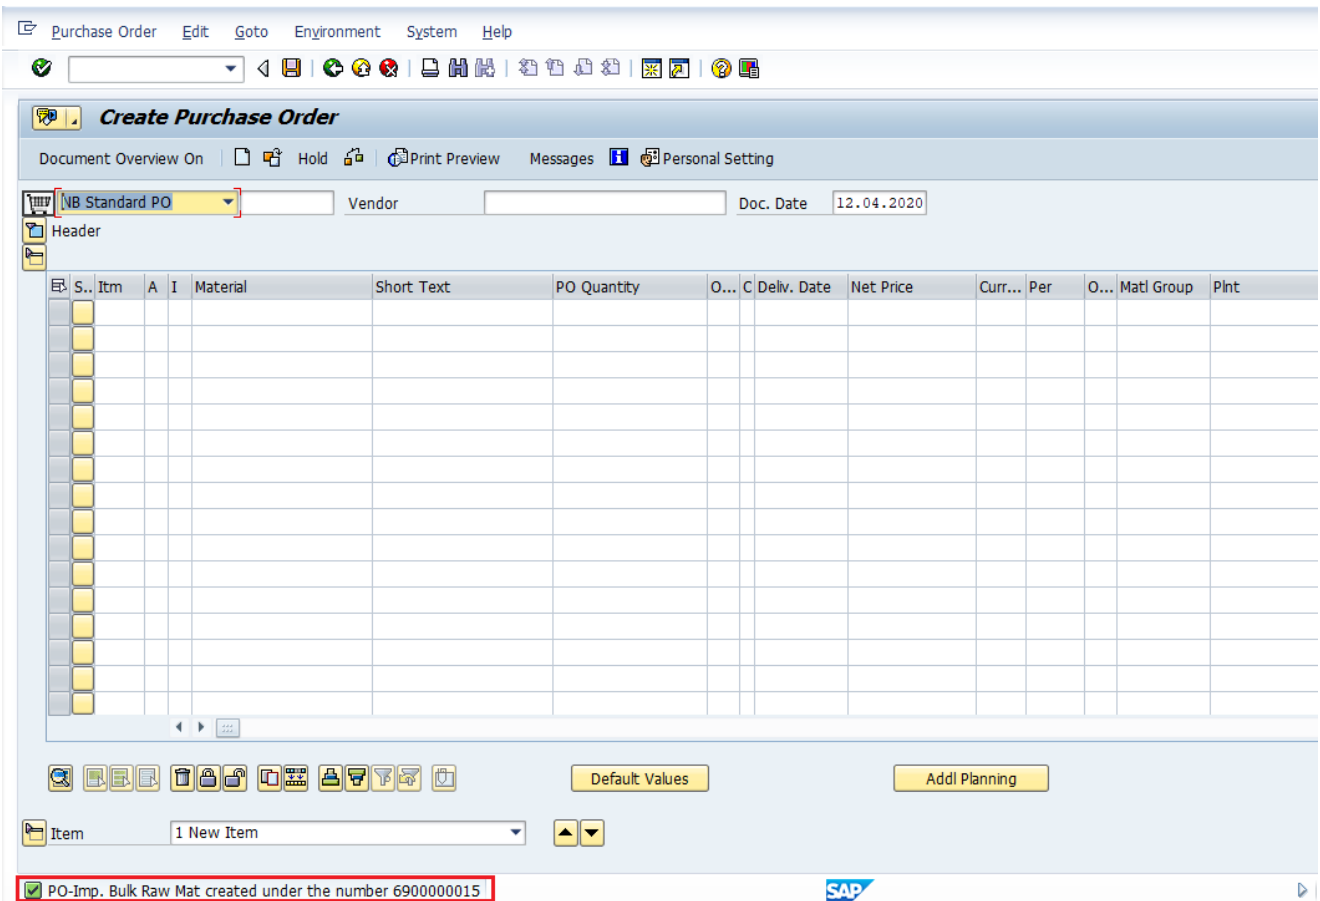 Purchase Order Edit Goto Environment System Help
Create Purchase Order
Document Overview On Hold Print Preview Messages Personal Setting
NB Standard PO Vendor Doc. Date 12.04.2020
Header
S.. Itm A I Material Short Text PO Quantity O... C Deliv. Date Net Price Curr... Per O... Matl Group Plnt
Default Values Addl Planning
Item 1 New Item
PO-Imp. Bulk Raw Mat created under the number 6900000015 SAP